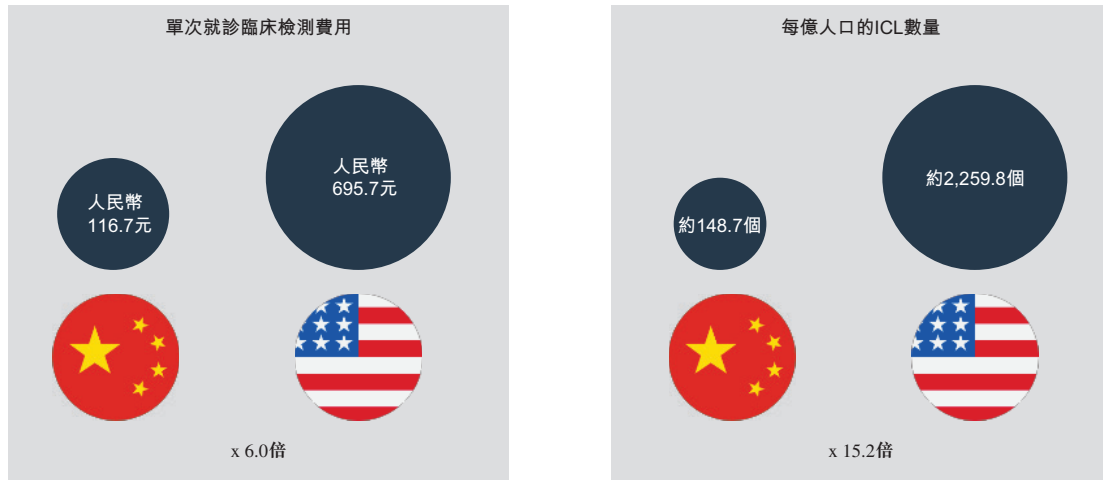 單次就診臨床檢測費用
人民幣
116.7元
人民幣
695.7元
x 6.0倍
每億人口的ICL數量
約148.7個
約2,259.8個
x 15.2倍